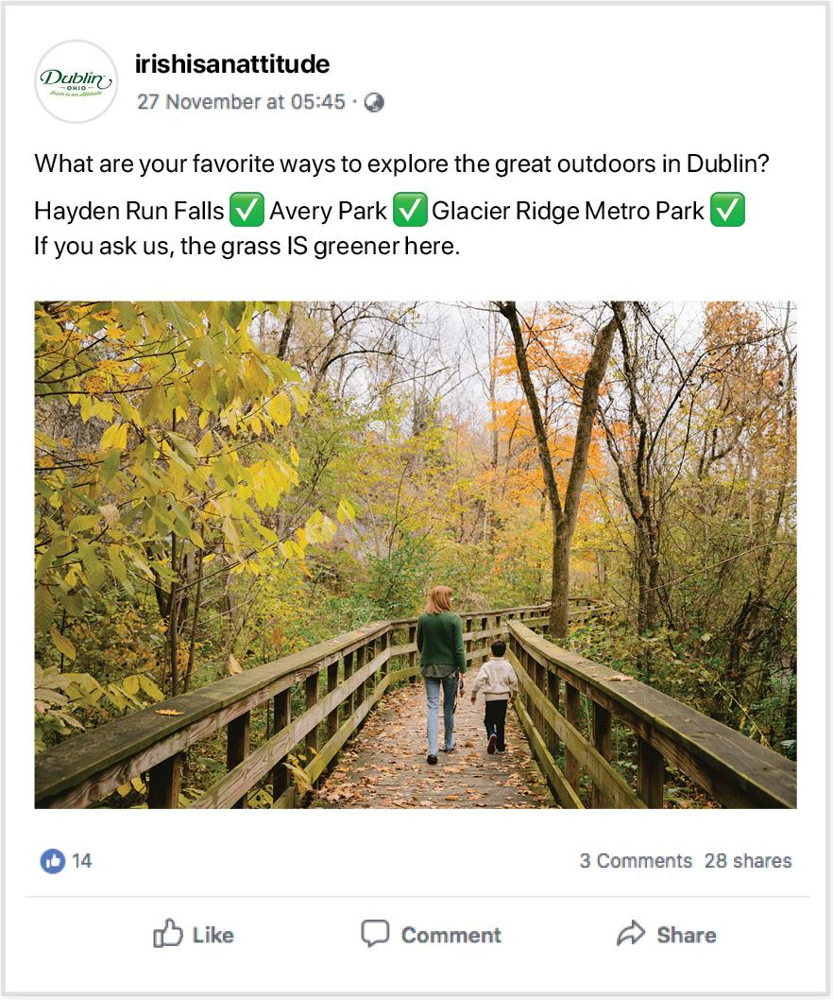 Dublin
OHIO
Irish is an Attitude
irishisanattitude
27 November at 05:45 ·
What are your favorite ways to explore the great outdoors in Dublin?
Hayden Run Falls ✅ Avery Park ✅ Glacier Ridge Metro Park ✅
If you ask us, the grass IS greener here.
14
3 Comments 28 shares
Like
Comment
Share